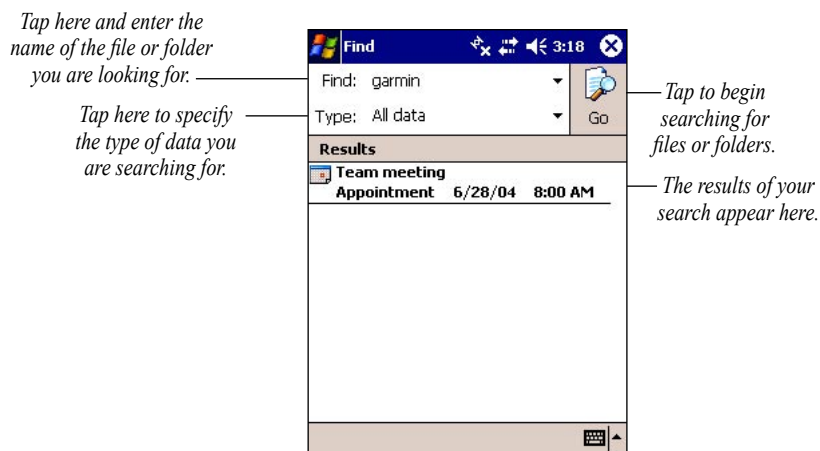 Tap here and enter the
name of the file or folder
you are looking for.
Tap here to specify
the type of data you
are searching for.
Find 3:18
Find: garmin
Type: All data
Go
Results
Team meeting
Appointment 6/28/04 8:00 AM
Tap to begin
searching for
files or folders.
The results of your
search appear here.